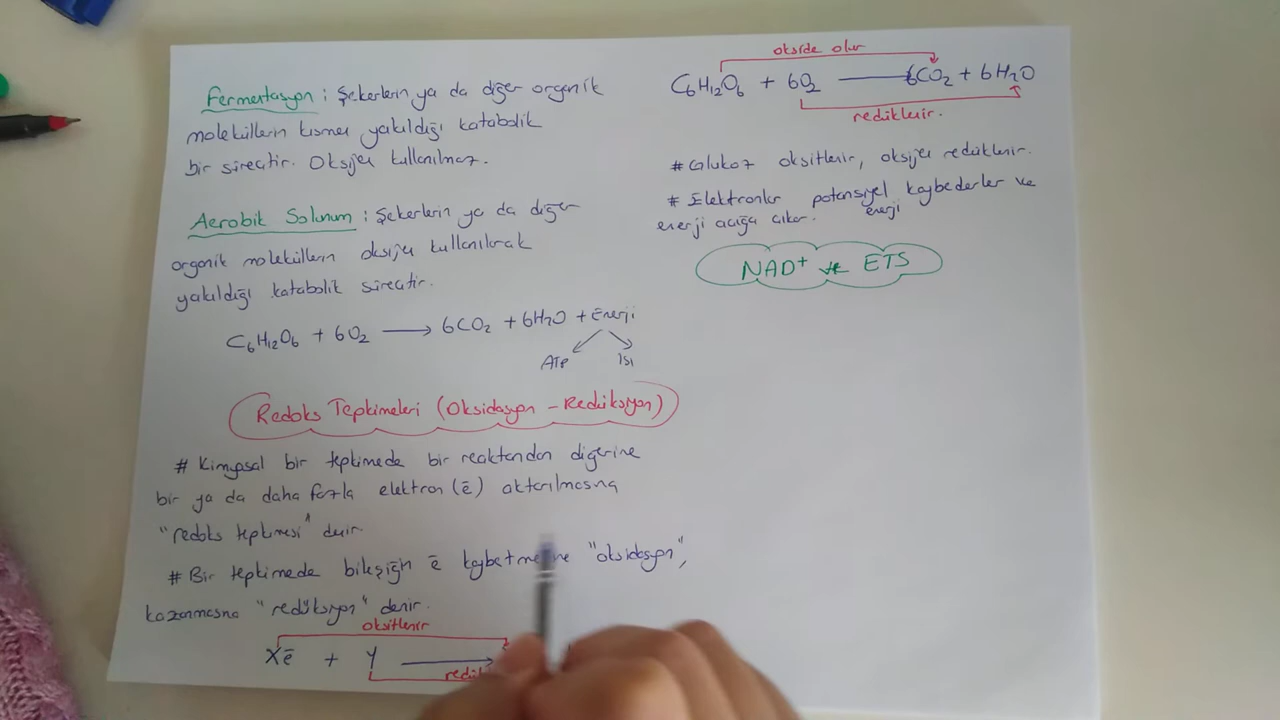 Fermentasyon : Şekerlerin ya da diğer organik
moleküllerin kısmen yakıldığı katabolik
bir süreçtir. Oksijen kullanılmaz.
Aerobik Solunum : Şekerlerin ya da diğer
organik moleküllerin oksijen kullanılarak
yakıldığı katabolik süreçtir.
C6H12O6 + 6O2 → 6CO2 + 6H2O + Enerji
ATP Isı
Redoks Tepkimeleri (Oksidasyon - Redüksiyon)
# Kimyasal bir tepkimede bir reaktandan diğerine
bir ya da daha fazla elektron (ē) aktarılmasına
"redoks tepkimesi" denir.
# Bir tepkimede bileşiğin ē kaybetmesine "oksidasyon",
kazanmasına "redüksiyon" denir.
oksitlenir
Xē + Y →
okside olur
C6H12O6 + 6O2 → 6CO2 + 6H2O
redüklenir.
# Glukoz oksitlenir, oksijen redüklenir.
# Elektronlar potansiyel kaybederler ve
enerji
enerji açığa çıkar.
NAD+ ve ETS